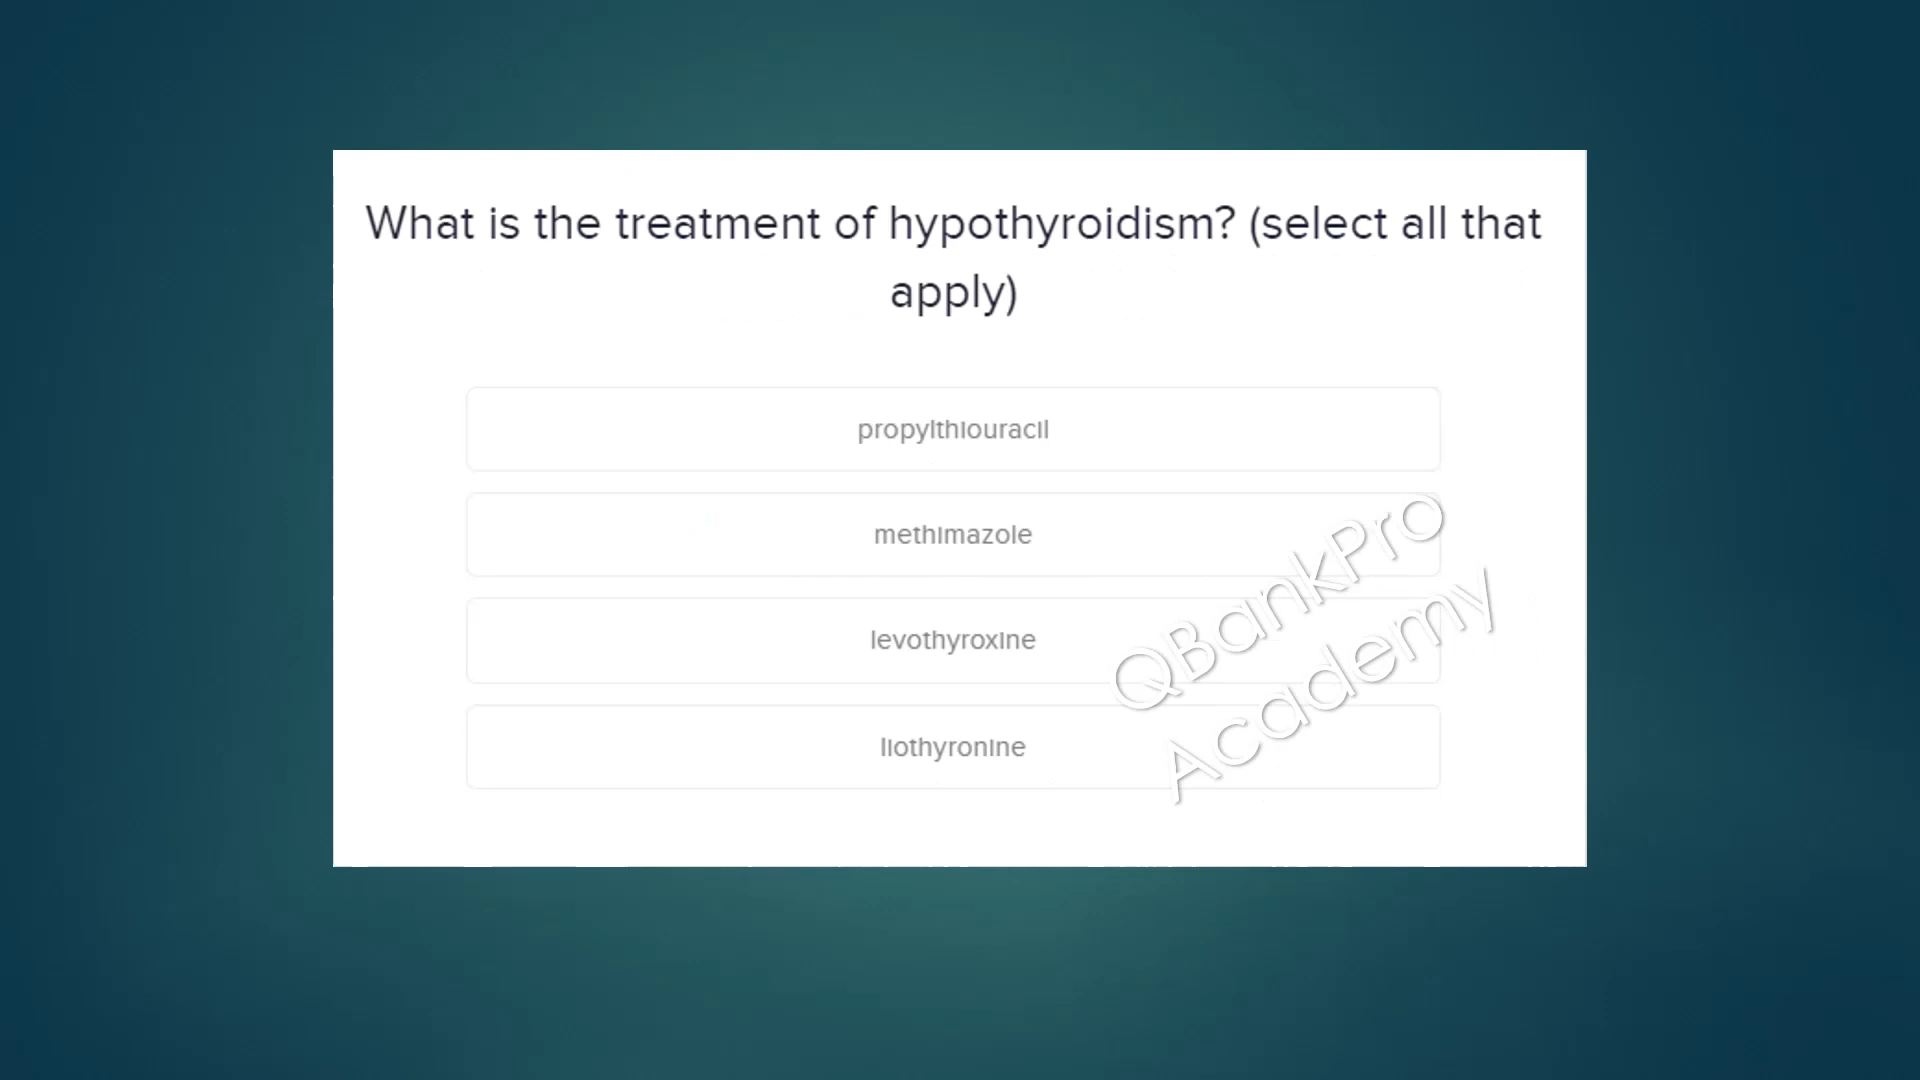 What is the treatment of hypothyroidism? (select all that
apply)
propylthiouracil
methimazole
levothyroxine
liothyronine
QBankPro
Academy